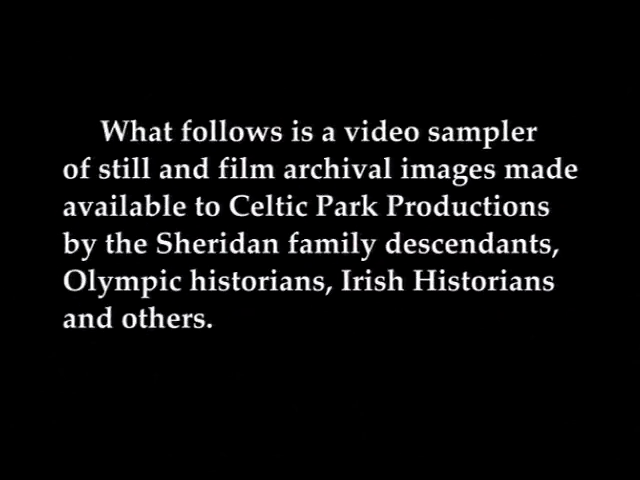 What follows is a video sampler
of still and film archival images made
available to Celtic Park Productions
by the Sheridan family descendants,
Olympic historians, Irish Historians
and others.